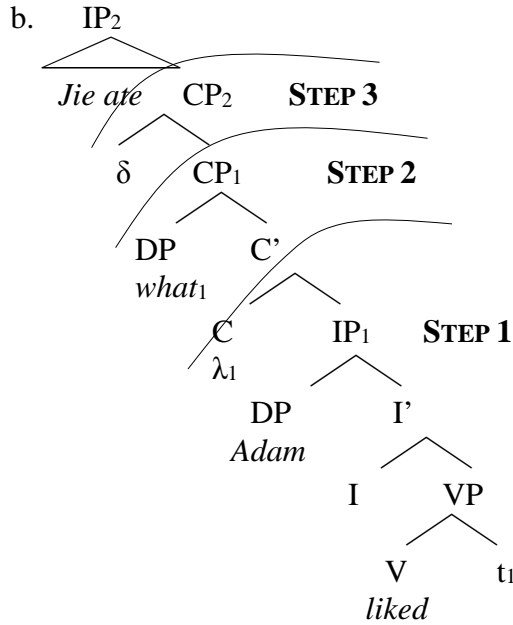 b. IP₂
Jie ate CP₂ STEP 3
δ CP₁ STEP 2
DP C’
what₁
C IP₁ STEP 1
λ₁
DP I’
Adam
I VP
V t₁
liked